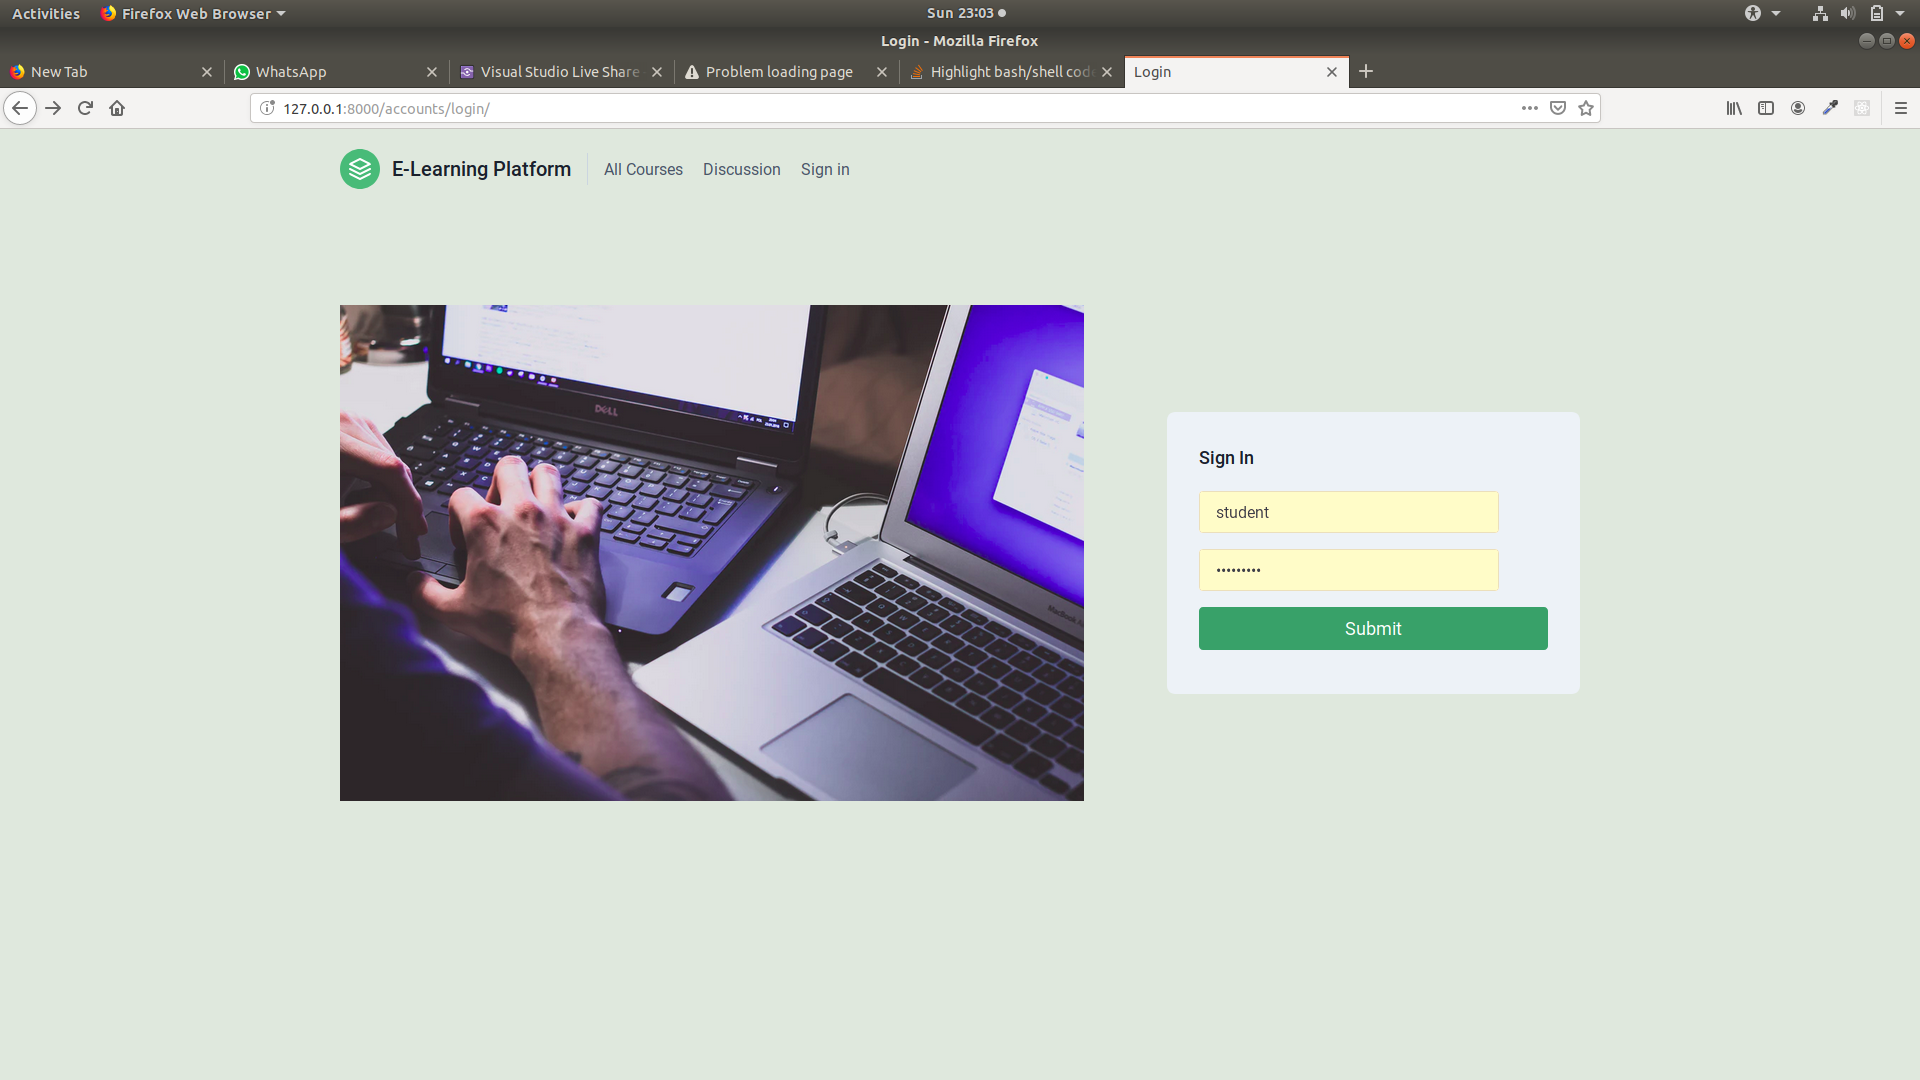 Activities Firefox Web Browser Sun 23:03
Login - Mozilla Firefox
New Tab WhatsApp Visual Studio Live Share Problem loading page Highlight bash/shell code Login
127.0.0.1:8000/accounts/login/
E-Learning Platform All Courses Discussion Sign in
DELL
Sign In
student
•••••••••
Submit